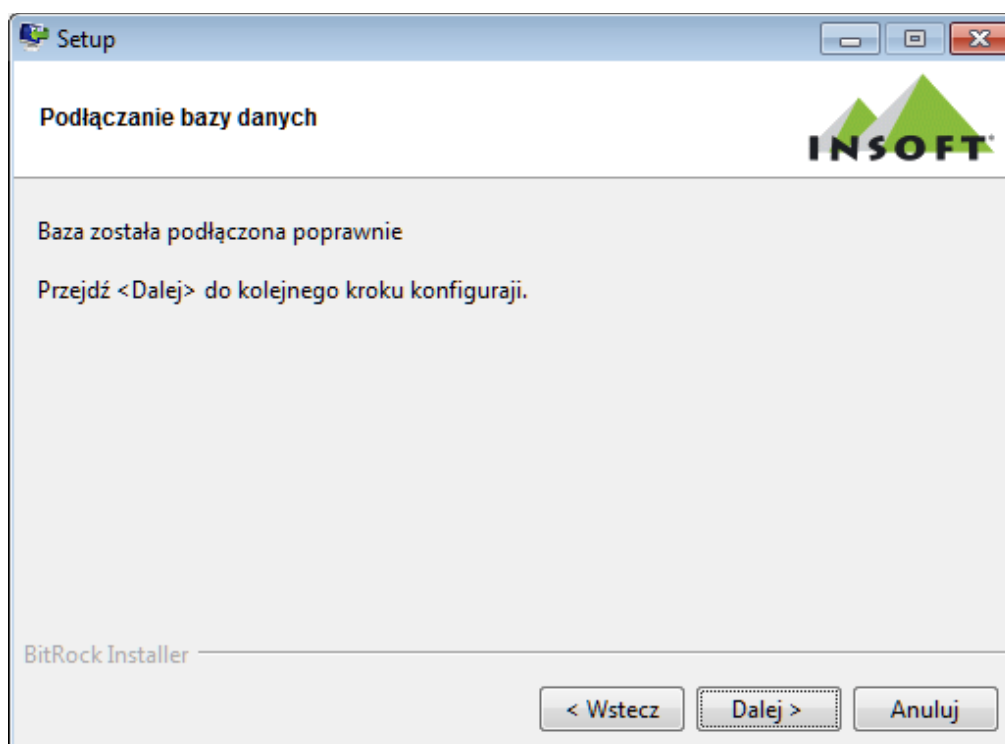 Setup
Podłączanie bazy danych
INSOFT
Baza została podłączona poprawnie
Przejdź <Dalej> do kolejnego kroku konfiguraji.
BitRock Installer
< Wstecz
Dalej >
Anuluj